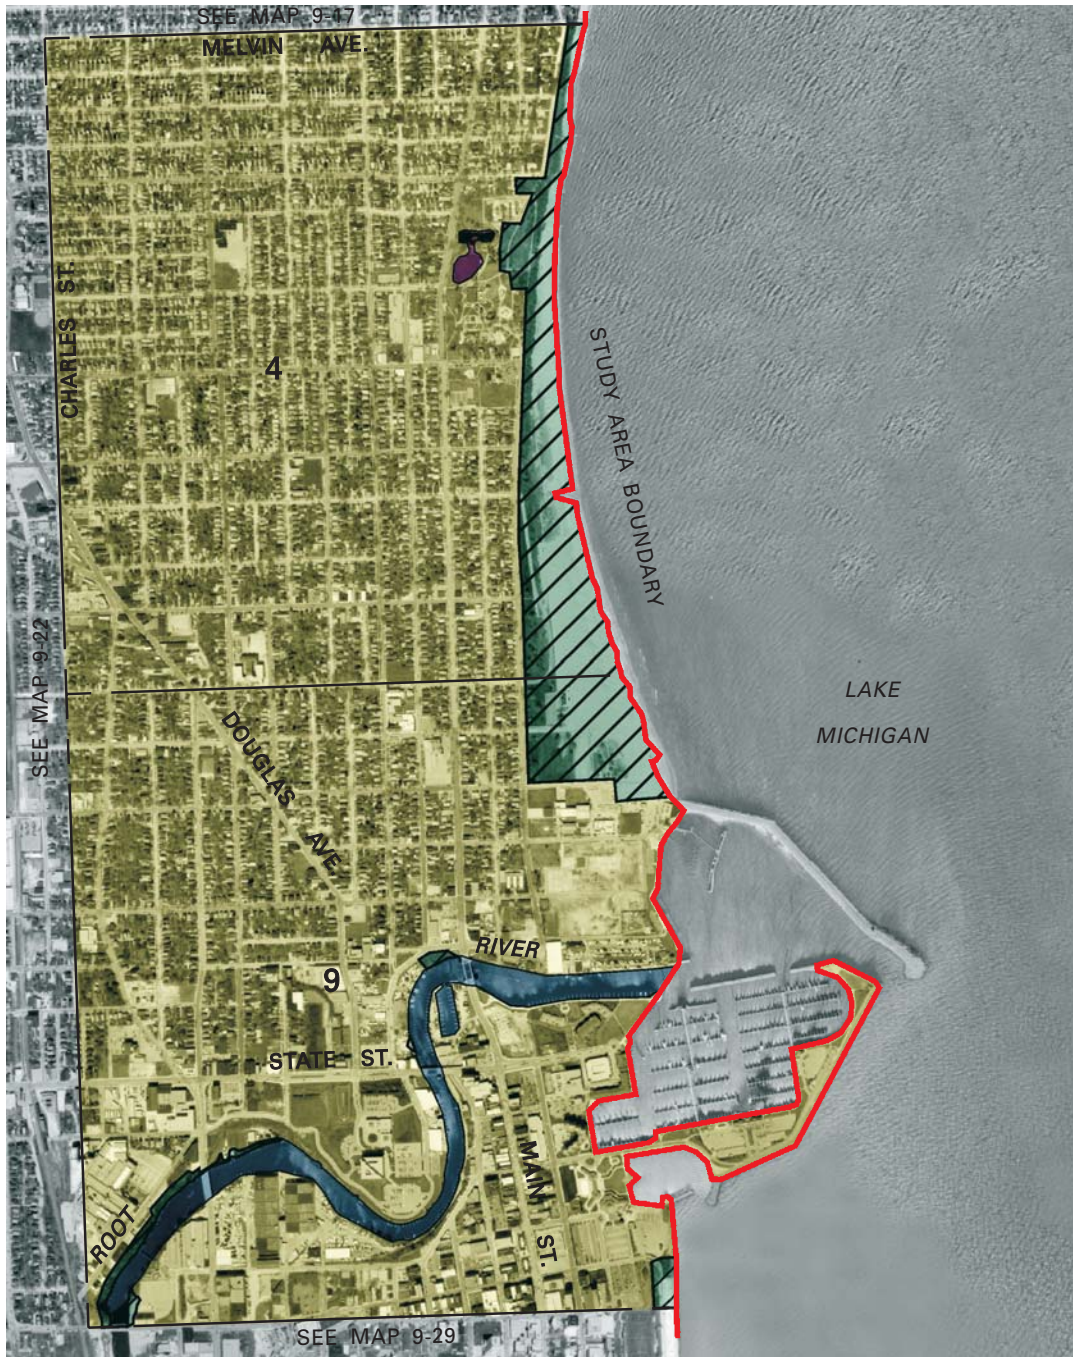 SEE MAP 9-17
MELVIN AVE.
CHARLES ST.
4
STUDY AREA BOUNDARY
SEE MAP 9-22
LAKE
MICHIGAN
DOUGLAS AVE.
RIVER
9
STATE ST.
MAIN ST.
ROOT
SEE MAP 9-29